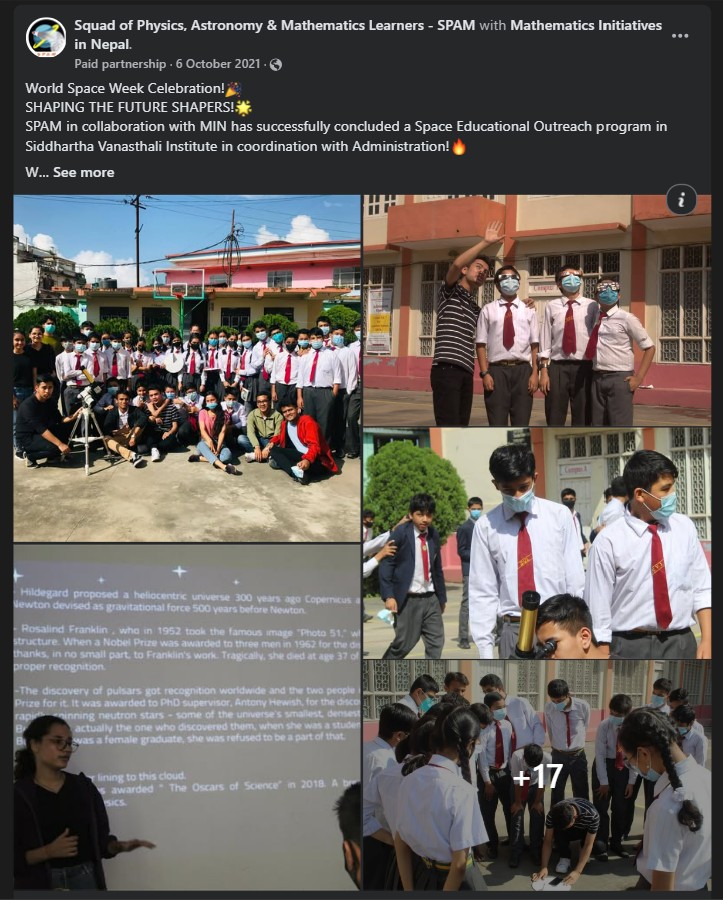 Squad of Physics, Astronomy & Mathematics Learners - SPAM with Mathematics Initiatives
in Nepal.
Paid partnership · 6 October 2021 ·
World Space Week Celebration!🎉
SHAPING THE FUTURE SHAPERS!🌟
SPAM in collaboration with MIN has successfully concluded a Space Educational Outreach program in
Siddhartha Vanasthali Institute in coordination with Administration!🔥
W... See more
Hildegard proposed a heliocentric universe 300 years ago Copernicus a
Newton devised as gravitational force 500 years before Newton.
- Rosalind Franklin , who in 1952 took the famous image "Photo 51," w
structure. When a Nobel Prize was awarded to three men in 1962 for the dis
thanks, in no small part, to Franklin's work. Tragically, she died at age 37 of
proper recognition.
-The discovery of pulsars got recognition worldwide and the two people
Prize for it. It was awarded to PhD supervisor, Antony Hewish, for the disco
rapidly spinning neutron stars - some of the universe's smallest, densest
actually the one who discovered them, when she was a studen
was a female graduate, she was refused to be a part of that.
r lining to this cloud.
s awarded " The Oscars of Science" in 2018. A br
sics.
+17